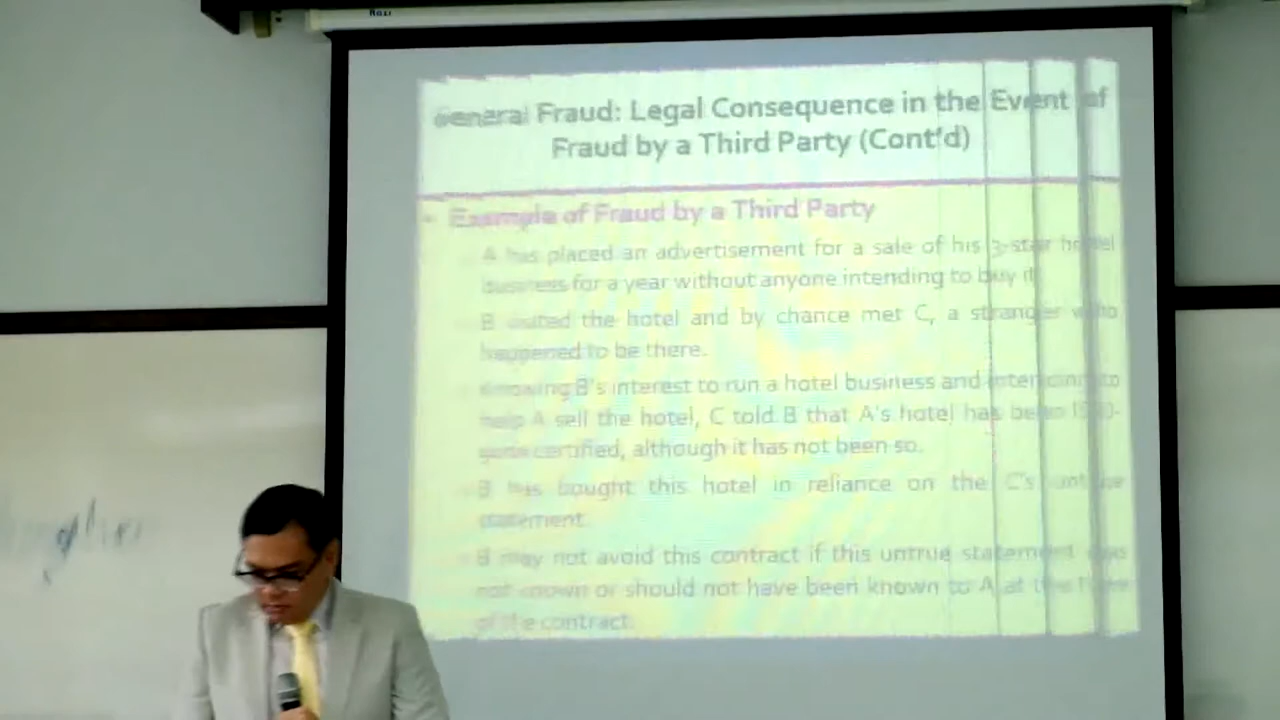 General Fraud: Legal Consequence in the Event of
Fraud by a Third Party (Cont'd)
Example of Fraud by a Third Party
A has placed an advertisement for a sale of his 3-star hotel
business for a year without anyone intending to buy it
B visited the hotel and by chance met C, a stranger who
happened to be there.
Knowing B's interest to run a hotel business and intending to
help A sell the hotel, C told B that A's hotel has been
certified, although it has not been so.
B has bought this hotel in reliance on the C's untrue
statement.
B may not avoid this contract if this untrue statement was
not known or should not have been known to A at the time
of the contract.